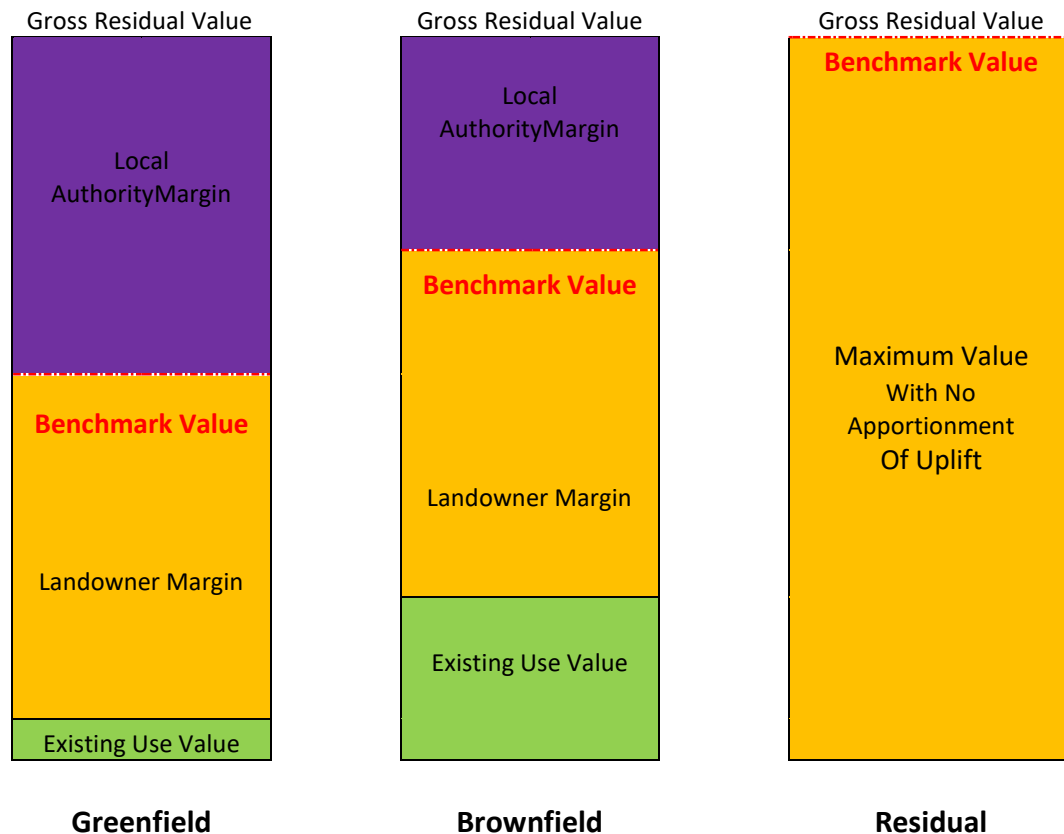 Gross Residual Value
Local
AuthorityMargin
Benchmark Value
Landowner Margin
Existing Use Value
Greenfield
Gross Residual Value
Local
AuthorityMargin
Benchmark Value
Landowner Margin
Existing Use Value
Brownfield
Gross Residual Value
Benchmark Value
Maximum Value
With No
Apportionment
Of Uplift
Residual